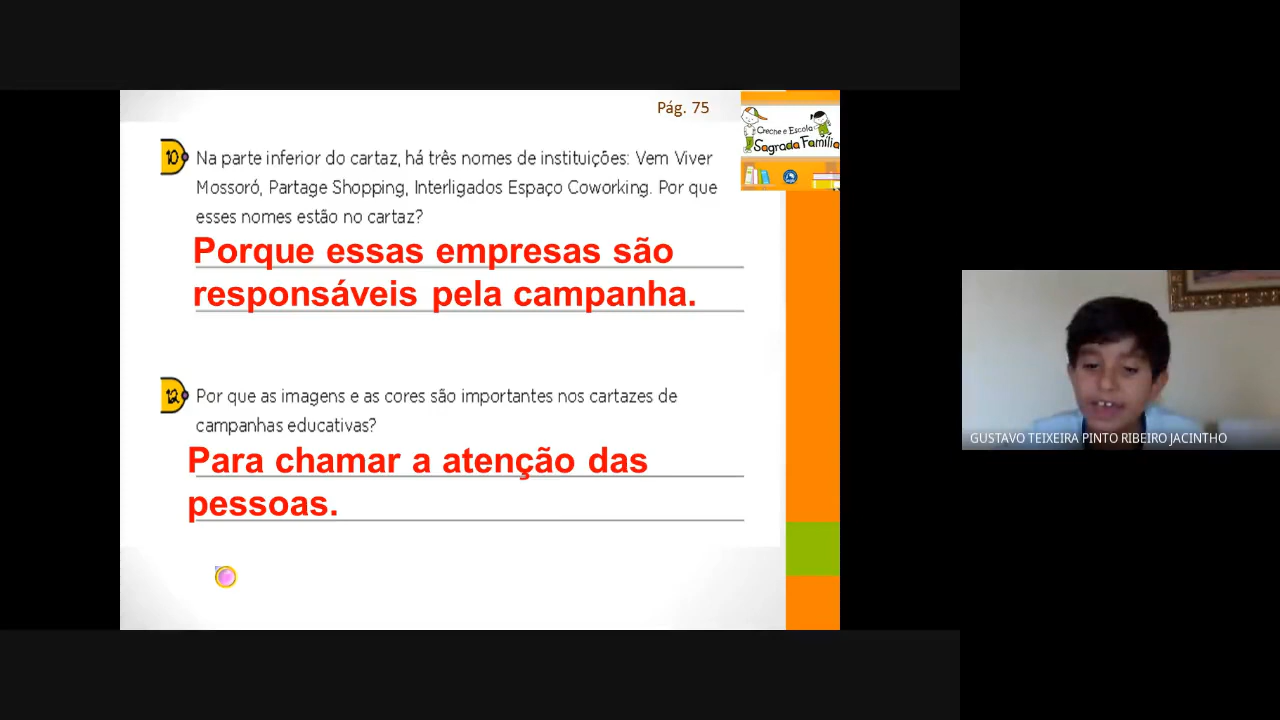 Pág. 75
Creche e Escola
Sagrada Família
10 Na parte inferior do cartaz, há três nomes de instituições: Vem Viver
Mossoró, Partage Shopping, Interligados Espaço Coworking. Por que
esses nomes estão no cartaz?
Porque essas empresas são
responsáveis pela campanha.
12 Por que as imagens e as cores são importantes nos cartazes de
campanhas educativas?
Para chamar a atenção das
pessoas.
GUSTAVO TEIXEIRA PINTO RIBEIRO JACINTHO